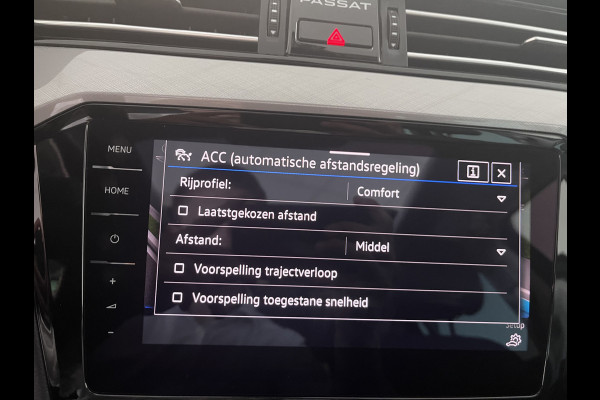 PASSAT
MENU
HOME
ACC (automatische afstandsregeling)
Rijprofiel: Comfort
Laatstgekozen afstand
Afstand: Middel
Voorspelling trajectverloop
Voorspelling toegestane snelheid
Setup